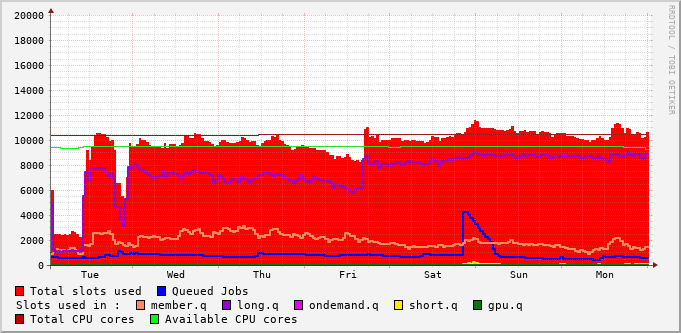 RRDTOOL / TOBI OETIKER
20000
18000
16000
14000
12000
10000
8000
6000
4000
2000
0
Tue Wed Thu Fri Sat Sun Mon
Total slots used Queued Jobs
Slots used in : member.q long.q ondemand.q short.q gpu.q
Total CPU cores Available CPU cores